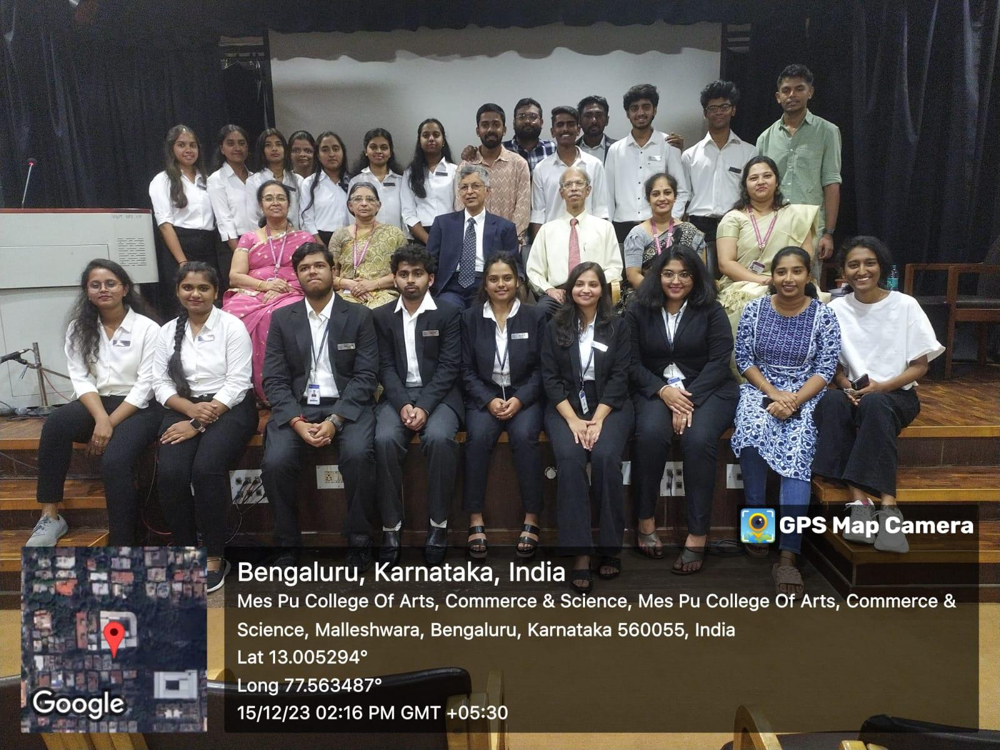 GPS Map Camera
Bengaluru, Karnataka, India
Mes Pu College Of Arts, Commerce & Science, Mes Pu College Of Arts, Commerce &
Science, Malleshwara, Bengaluru, Karnataka 560055, India
Lat 13.005294°
Long 77.563487°
15/12/23 02:16 PM GMT +05:30
Google